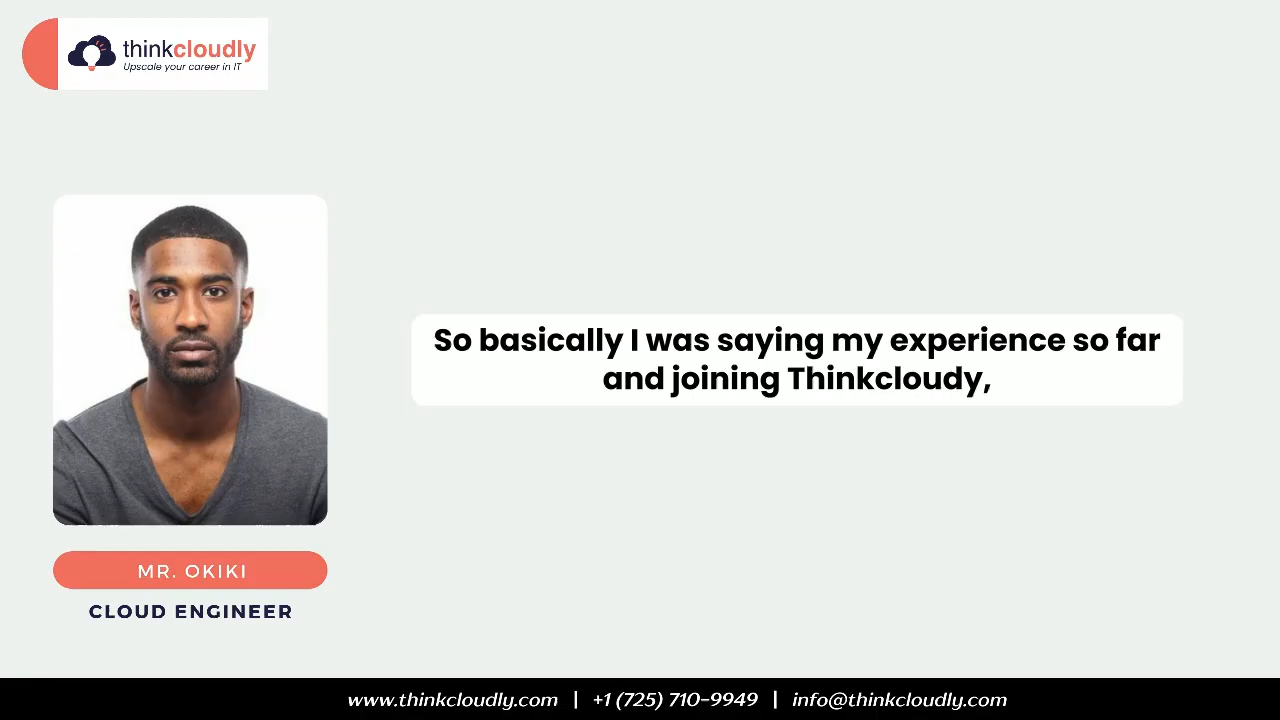 thinkcloudly
Upscale your career in IT
So basically I was saying my experience so far
and joining Thinkcloudy,
MR. OKIKI
CLOUD ENGINEER
www.thinkcloudly.com | +1 (725) 710-9949 | info@thinkcloudly.com